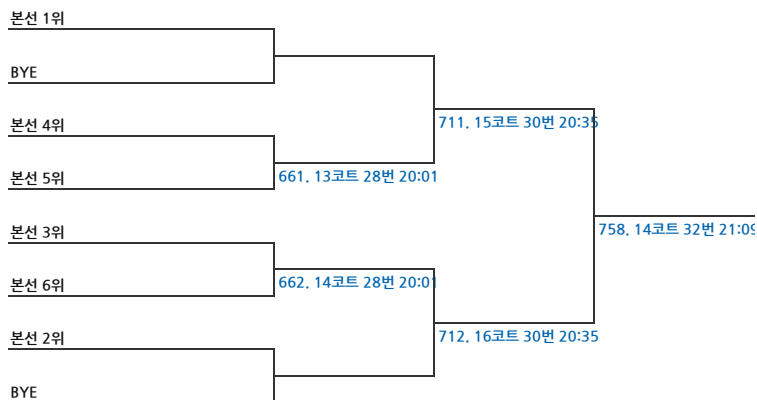 본선 1위
BYE
711. 15코트 30번 20:35
본선 4위
본선 5위
661. 13코트 28번 20:01
758. 14코트 32번 21:09
본선 3위
본선 6위
662. 14코트 28번 20:01
본선 2위
712. 16코트 30번 20:35
BYE